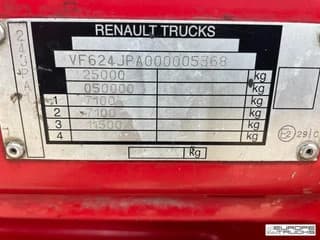 RENAULT TRUCKS
VF624JPA000005368
24JPA
25000 kg
050000 kg
1 7100 kg
2 7100 kg
3 11500 kg
4 kg
kg
EUROPE
TRUCKS